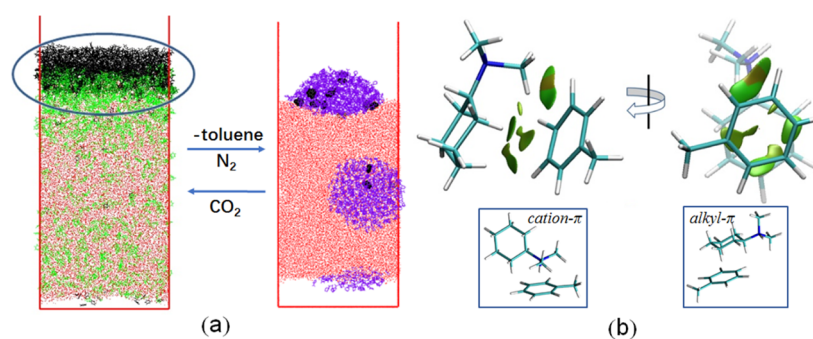 -toluene
N₂
CO₂
(a)
cation-π
alkyl-π
(b)